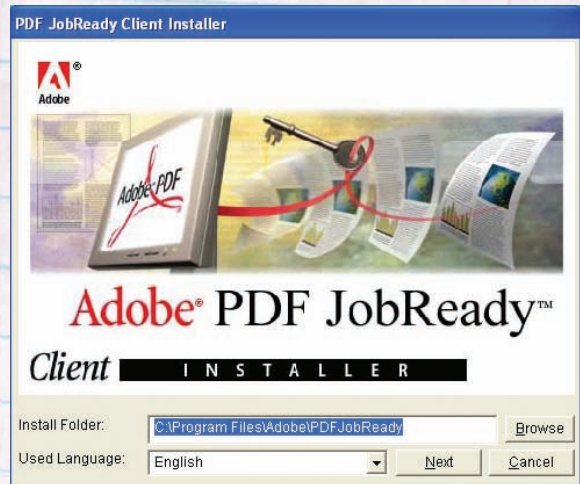 PDF JobReady Client Installer
Adobe
Adobe PDF
Adobe® PDF JobReady™
Client INSTALLER
Install Folder: C:\Program Files\Adobe\PDFJobReady Browse
Used Language: English Next Cancel